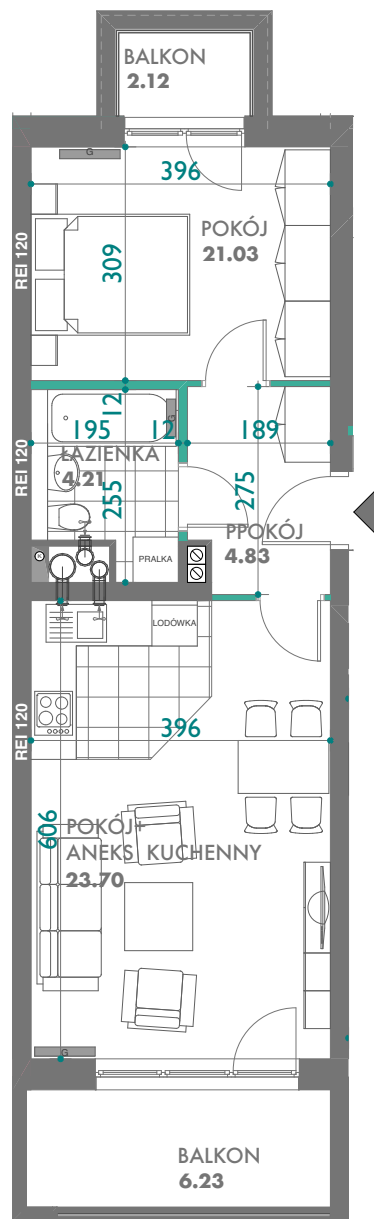 BALKON
2.12
G
396
POKÓJ
21.03
309
REI 120
12
195
12
189
ŁAZIENKA
4.21
255
275
REI 120
PPOKÓJ
4.83
PRALKA
LODÓWKA
REI 120
396
606
POKÓJ+
ANEKS KUCHENNY
23.70
G
BALKON
6.23